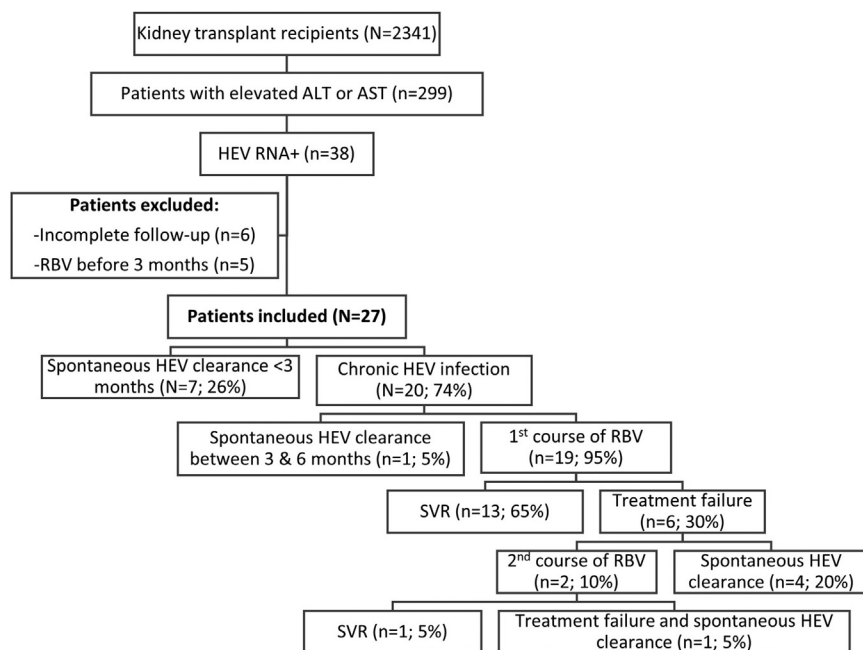 Kidney transplant recipients (N=2341)
Patients with elevated ALT or AST (n=299)
HEV RNA+ (n=38)
Patients excluded:
-Incomplete follow-up (n=6)
-RBV before 3 months (n=5)
Patients included (N=27)
Spontaneous HEV clearance <3
months (N=7; 26%)
Chronic HEV infection
(N=20; 74%)
Spontaneous HEV clearance
between 3 & 6 months (n=1; 5%)
1st course of RBV
(n=19; 95%)
SVR (n=13; 65%)
Treatment failure
(n=6; 30%)
2nd course of RBV
(n=2; 10%)
Spontaneous HEV
clearance (n=4; 20%)
SVR (n=1; 5%)
Treatment failure and spontaneous HEV
clearance (n=1; 5%)